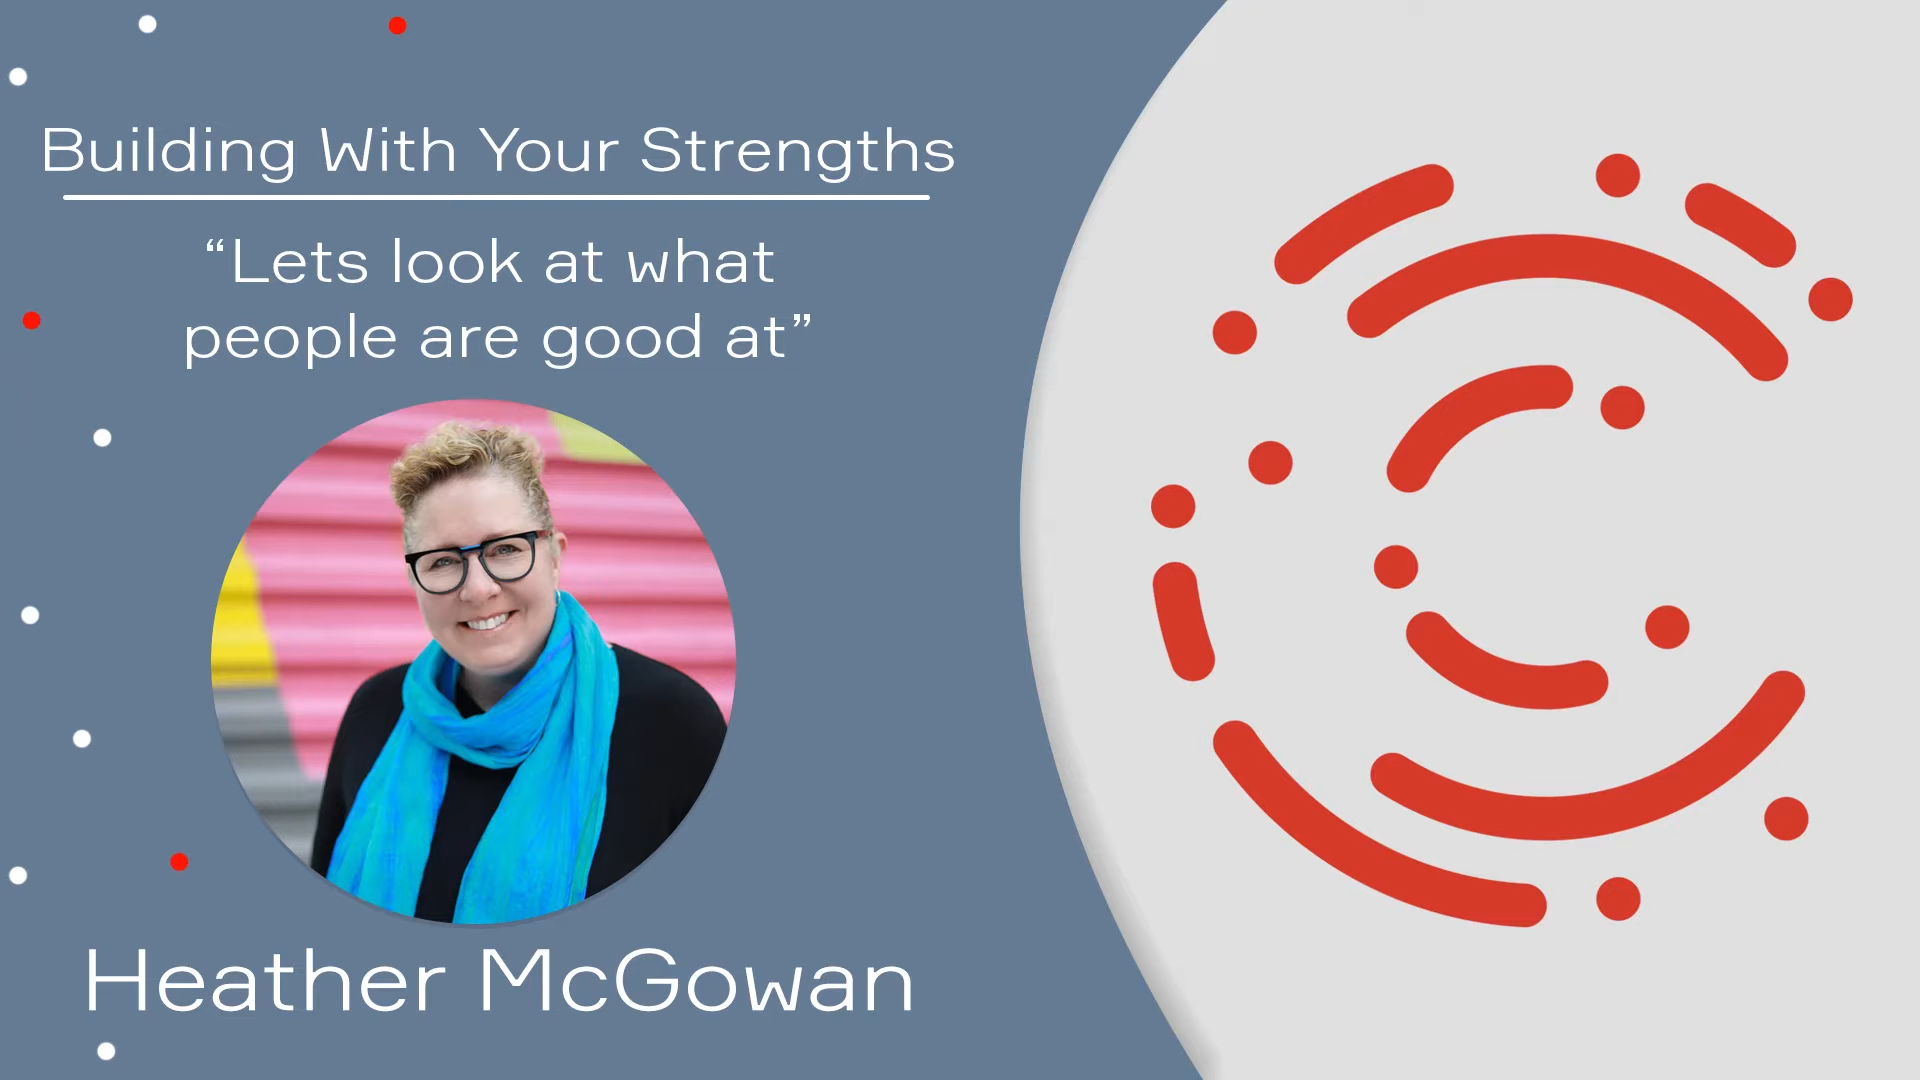 Building With Your Strengths
“Lets look at what
people are good at”
Heather McGowan